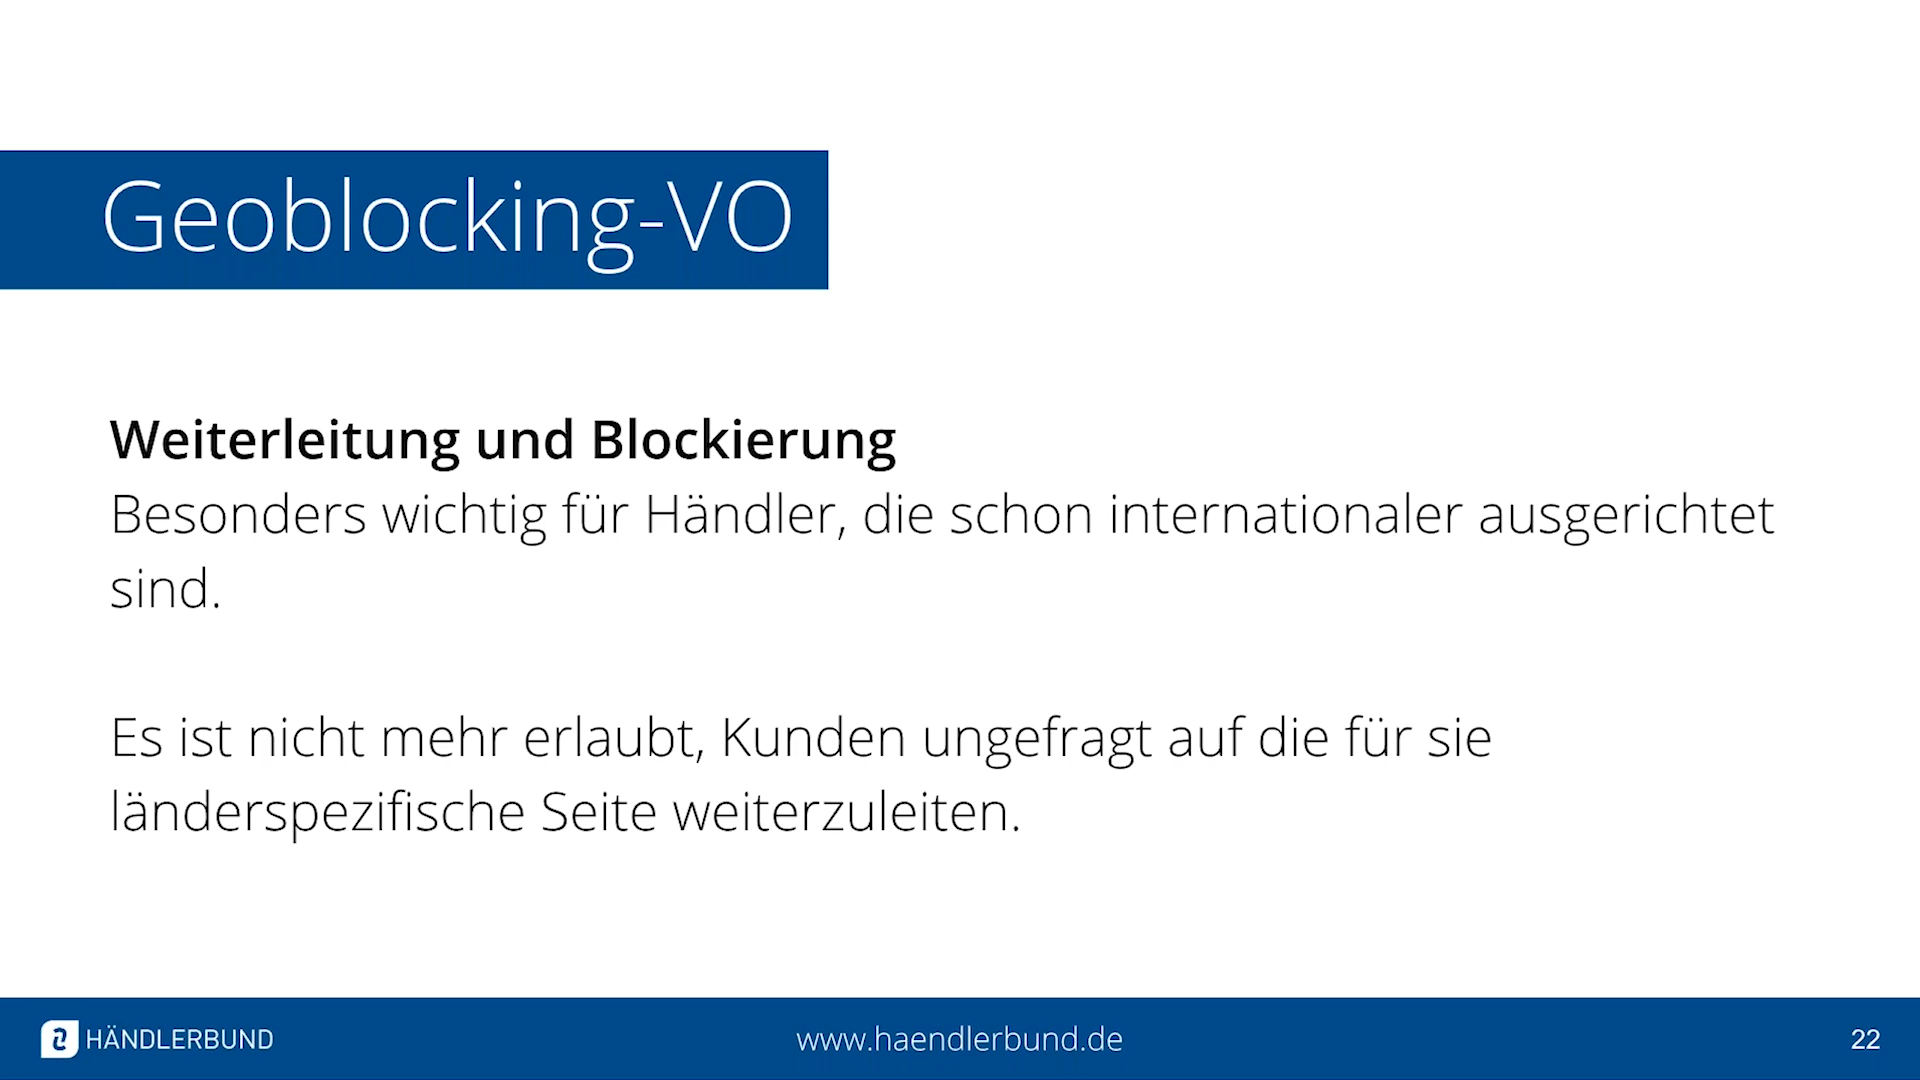 Geoblocking-VO
Weiterleitung und Blockierung
Besonders wichtig für Händler, die schon internationaler ausgerichtet
sind.
Es ist nicht mehr erlaubt, Kunden ungefragt auf die für sie
länderspezifische Seite weiterzuleiten.
HÄNDLERBUND
www.haendlerbund.de
22